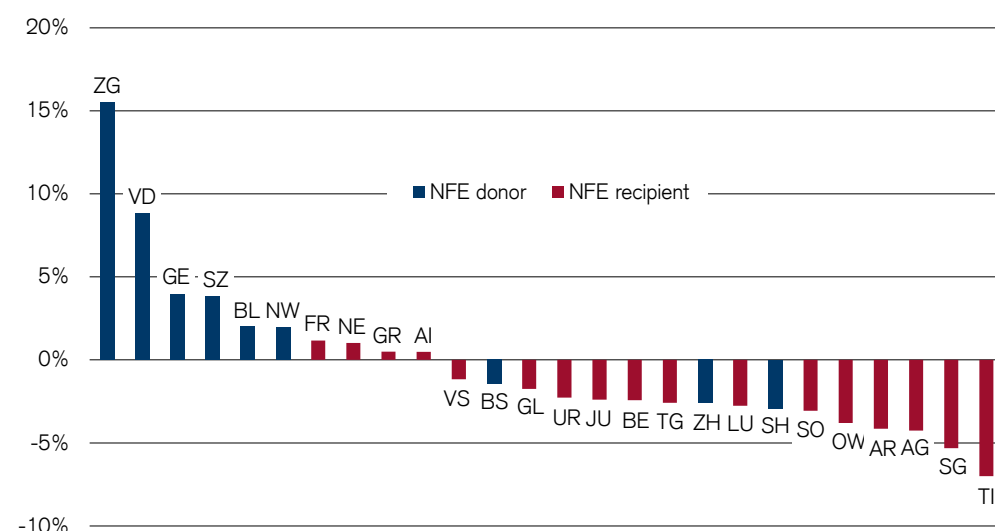 20%
ZG
15%
10%
VD
NFE donor NFE recipient
5%
GE SZ
BL NW FR NE GR AI
0%
VS BS GL UR JU BE TG ZH LU SH SO OW AR AG SG TI
-5%
-10%